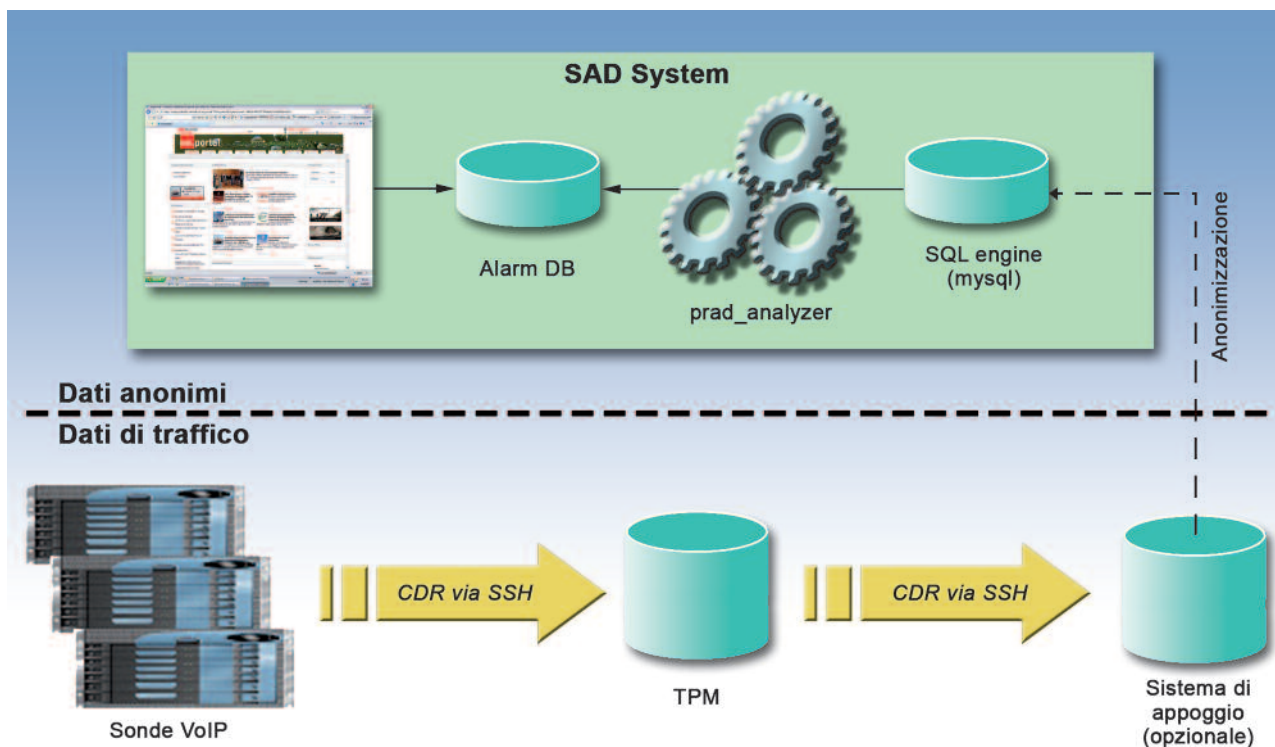 SAD System
portal
Alarm DB
prad_analyzer
SQL engine
(mysql)
Anonimizzazione
Dati anonimi
Dati di traffico
CDR via SSH
CDR via SSH
Sonde VoIP
TPM
Sistema di
appoggio
(opzionale)